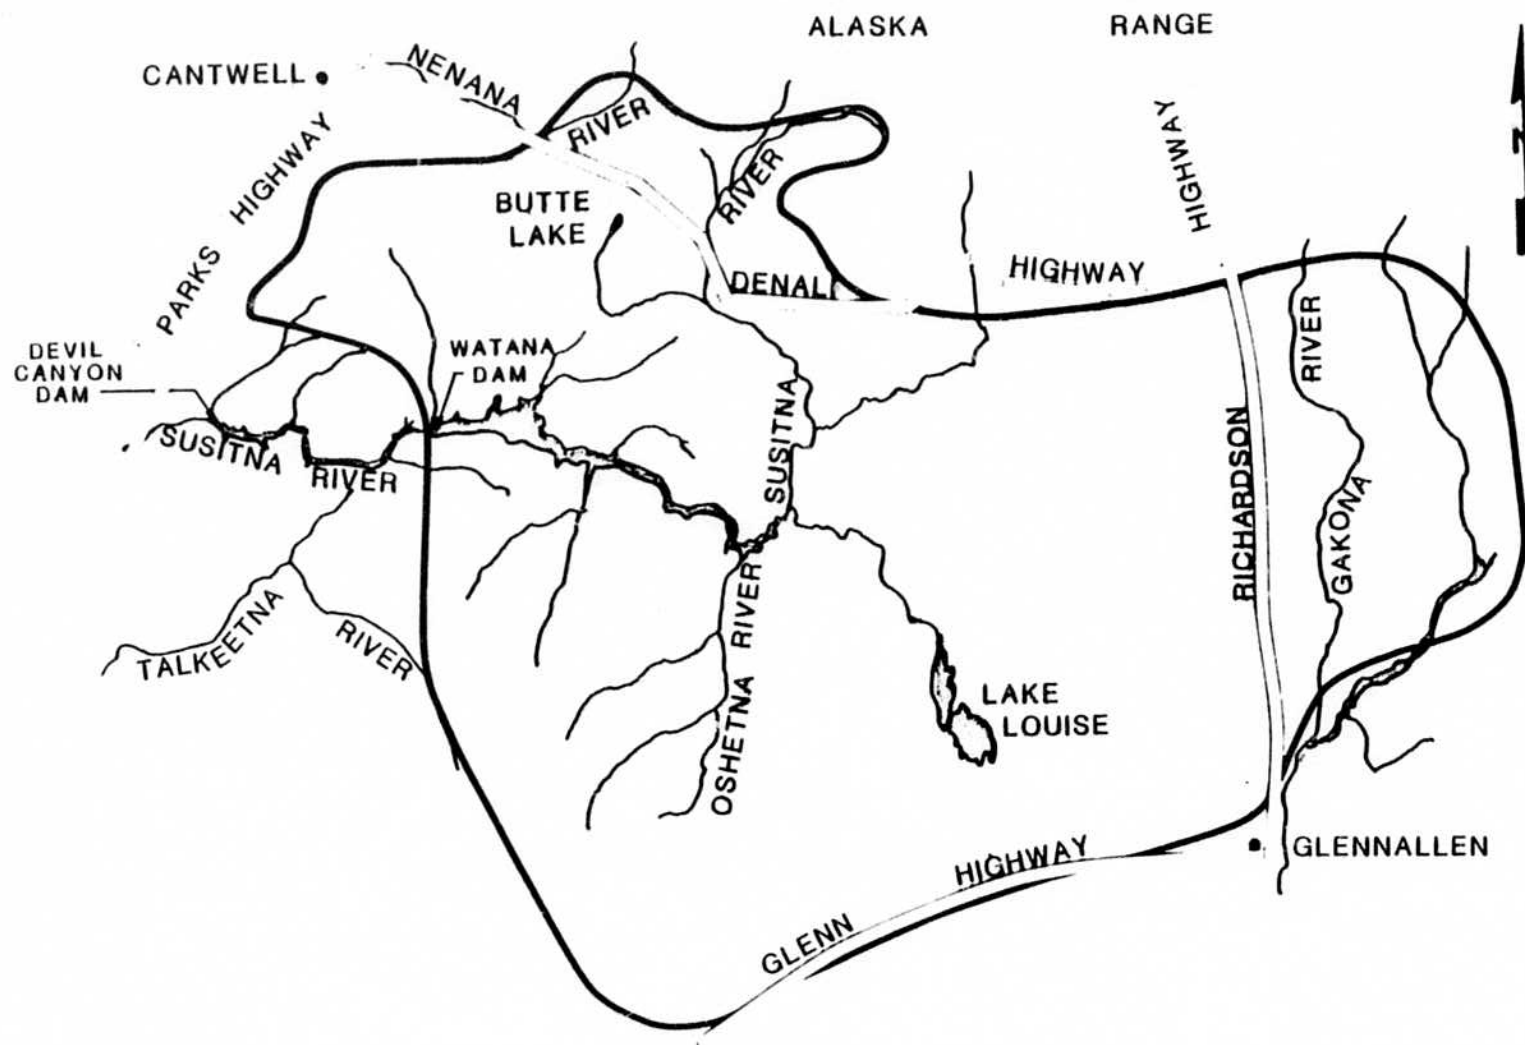 ALASKA RANGE
CANTWELL
NENANA
RIVER
PARKS HIGHWAY
HIGHWAY
N
RIVER
BUTTE
LAKE
DENALI
HIGHWAY
DEVIL
CANYON
DAM
WATANA
DAM
SUSITNA
RIVER
SUSITNA
RICHARDSON
RIVER
GAKONA
TALKEETNA
RIVER
OSHETNA RIVER
LAKE
LOUISE
GLENN
HIGHWAY
GLENNALLEN